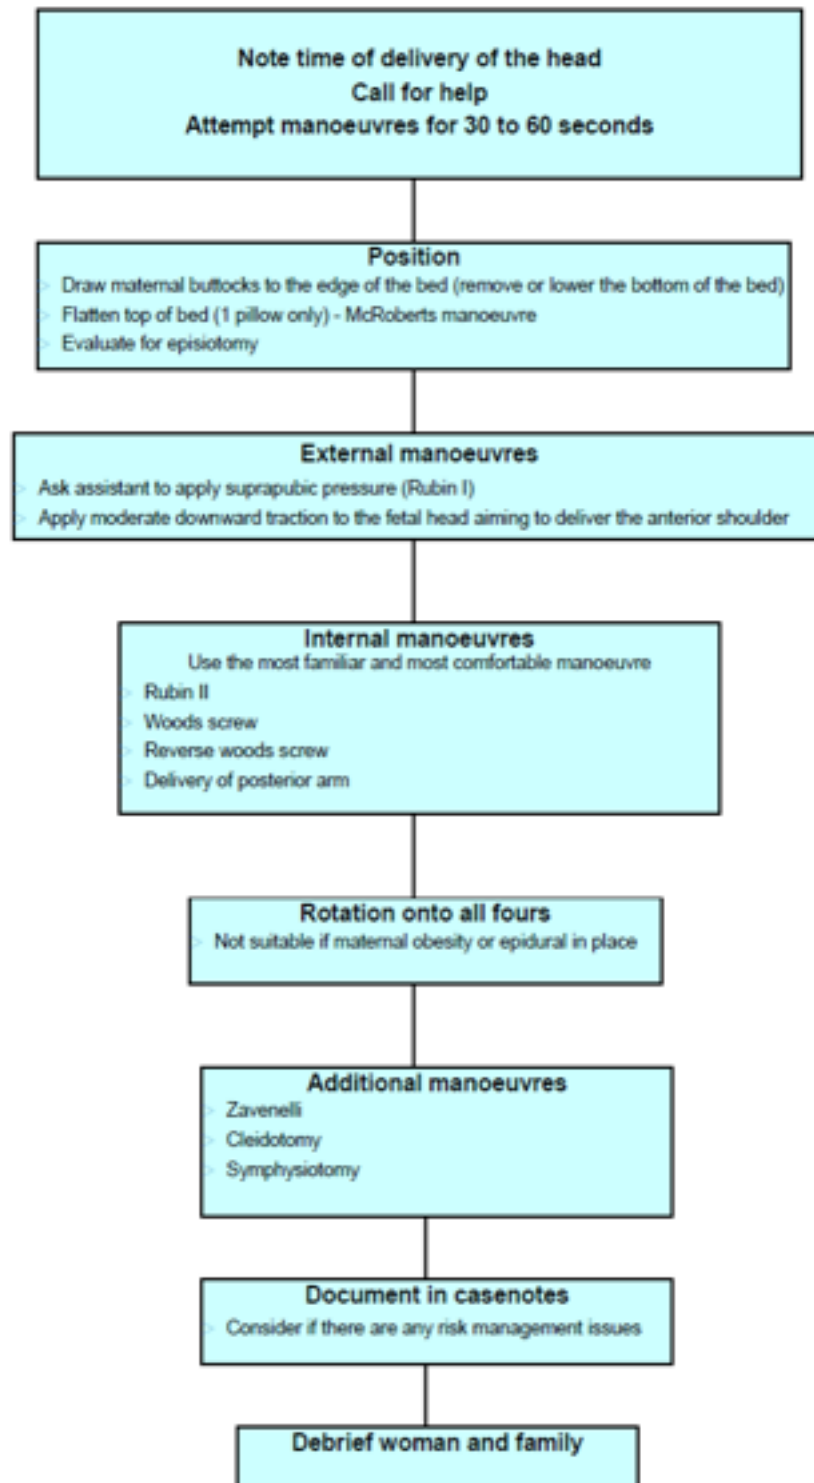 Note time of delivery of the head
Call for help
Attempt manoeuvres for 30 to 60 seconds
Position
> Draw maternal buttocks to the edge of the bed (remove or lower the bottom of the bed)
> Flatten top of bed (1 pillow only) - McRoberts manoeuvre
> Evaluate for episiotomy
External manoeuvres
> Ask assistant to apply suprapubic pressure (Rubin I)
> Apply moderate downward traction to the fetal head aiming to deliver the anterior shoulder
Internal manoeuvres
Use the most familiar and most comfortable manoeuvre
> Rubin II
> Woods screw
> Reverse woods screw
> Delivery of posterior arm
Rotation onto all fours
> Not suitable if maternal obesity or epidural in place
Additional manoeuvres
> Zavenelli
> Cleidotomy
> Symphysiotomy
Document in casenotes
> Consider if there are any risk management issues
Debrief woman and family